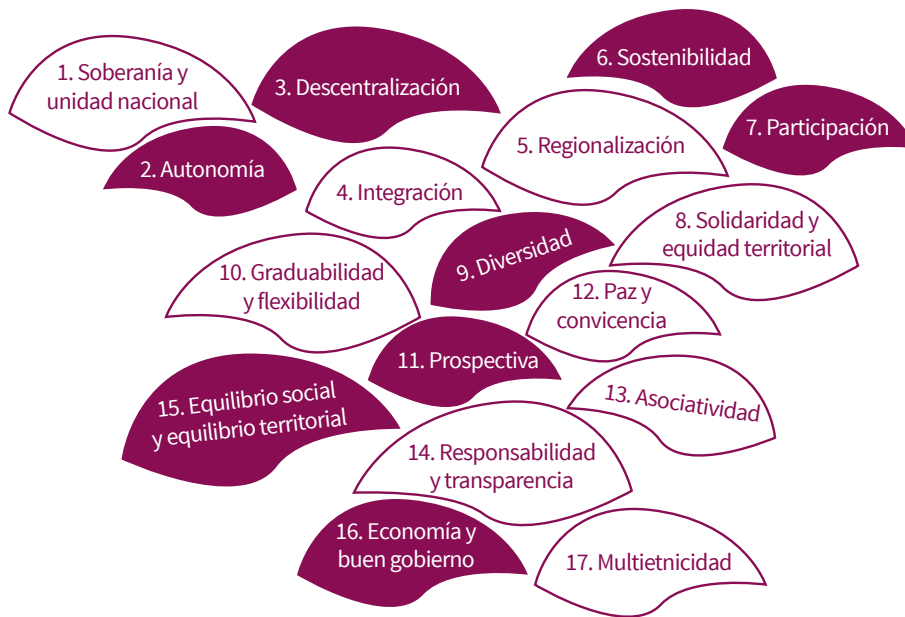 1. Soberanía y
unidad nacional
2. Autonomía
3. Descentralización
4. Integración
5. Regionalización
6. Sostenibilidad
7. Participación
8. Solidaridad y
equidad territorial
9. Diversidad
10. Graduabilidad
y flexibilidad
11. Prospectiva
12. Paz y
convicencia
13. Asociatividad
14. Responsabilidad
y transparencia
15. Equilibrio social
y equilibrio territorial
16. Economía y
buen gobierno
17. Multietnicidad